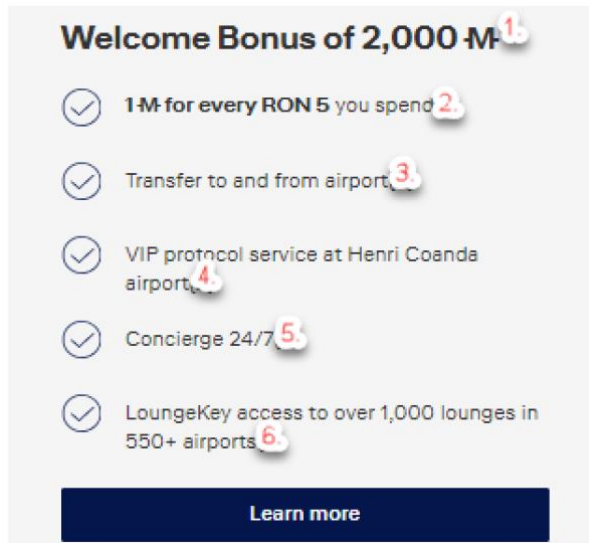 Welcome Bonus of 2,000 M 1.
1 M for every RON 5 you spend 2.
Transfer to and from airport 3.
VIP protocol service at Henri Coanda
airport 4.
Concierge 24/7 5.
LoungeKey access to over 1,000 lounges in
550+ airports 6.
Learn more